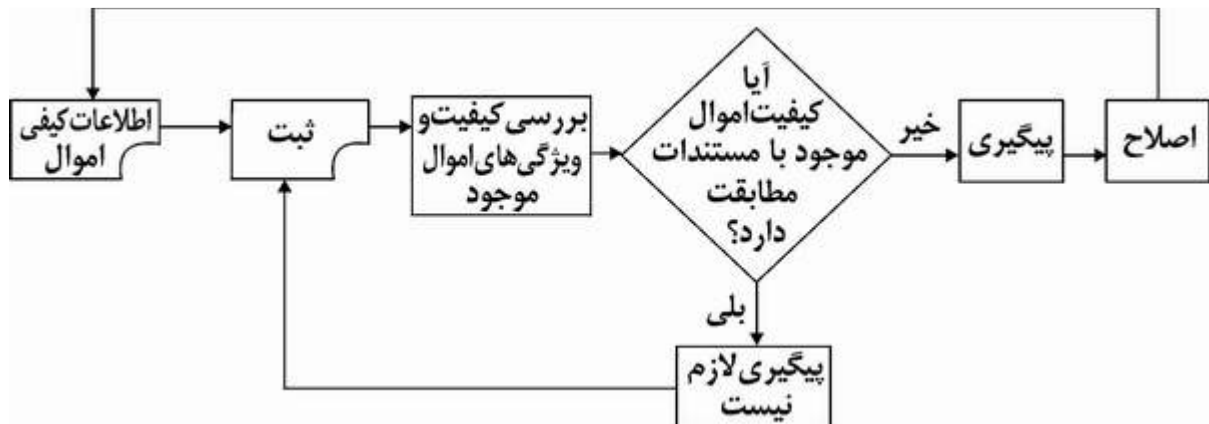 اطلاعات کیفی
اموال
ثبت
بررسی کیفیت و
ویژگی‌های اموال
موجود
آیا
کیفیت اموال
موجود با مستندات
مطابقت
دارد؟
خیر
پیگیری
اصلاح
بلی
پیگیری لازم
نیست